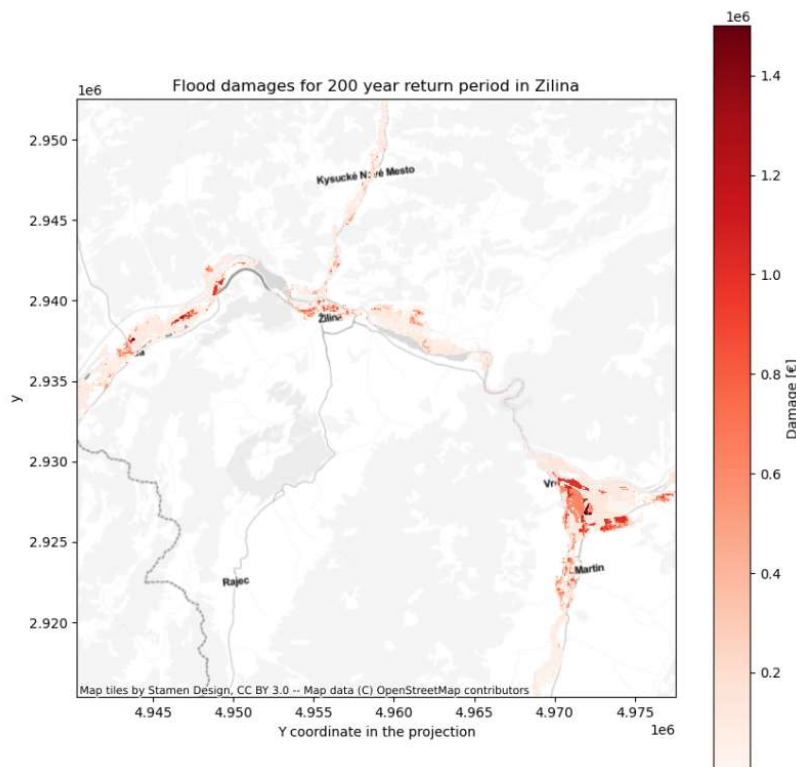 1e6
Flood damages for 200 year return period in Zilina
1e6
1.4
1.2
1.0
0.8
0.6
0.4
0.2
Damage [€]
2.950
2.945
2.940
2.935
2.930
2.925
2.920
y
Kysucké Nové Mesto
Žilina
Martin
Rajec
Map tiles by Stamen Design, CC BY 3.0 -- Map data (C) OpenStreetMap contributors
4.945 4.950 4.955 4.960 4.965 4.970 4.975
Y coordinate in the projection
1e6